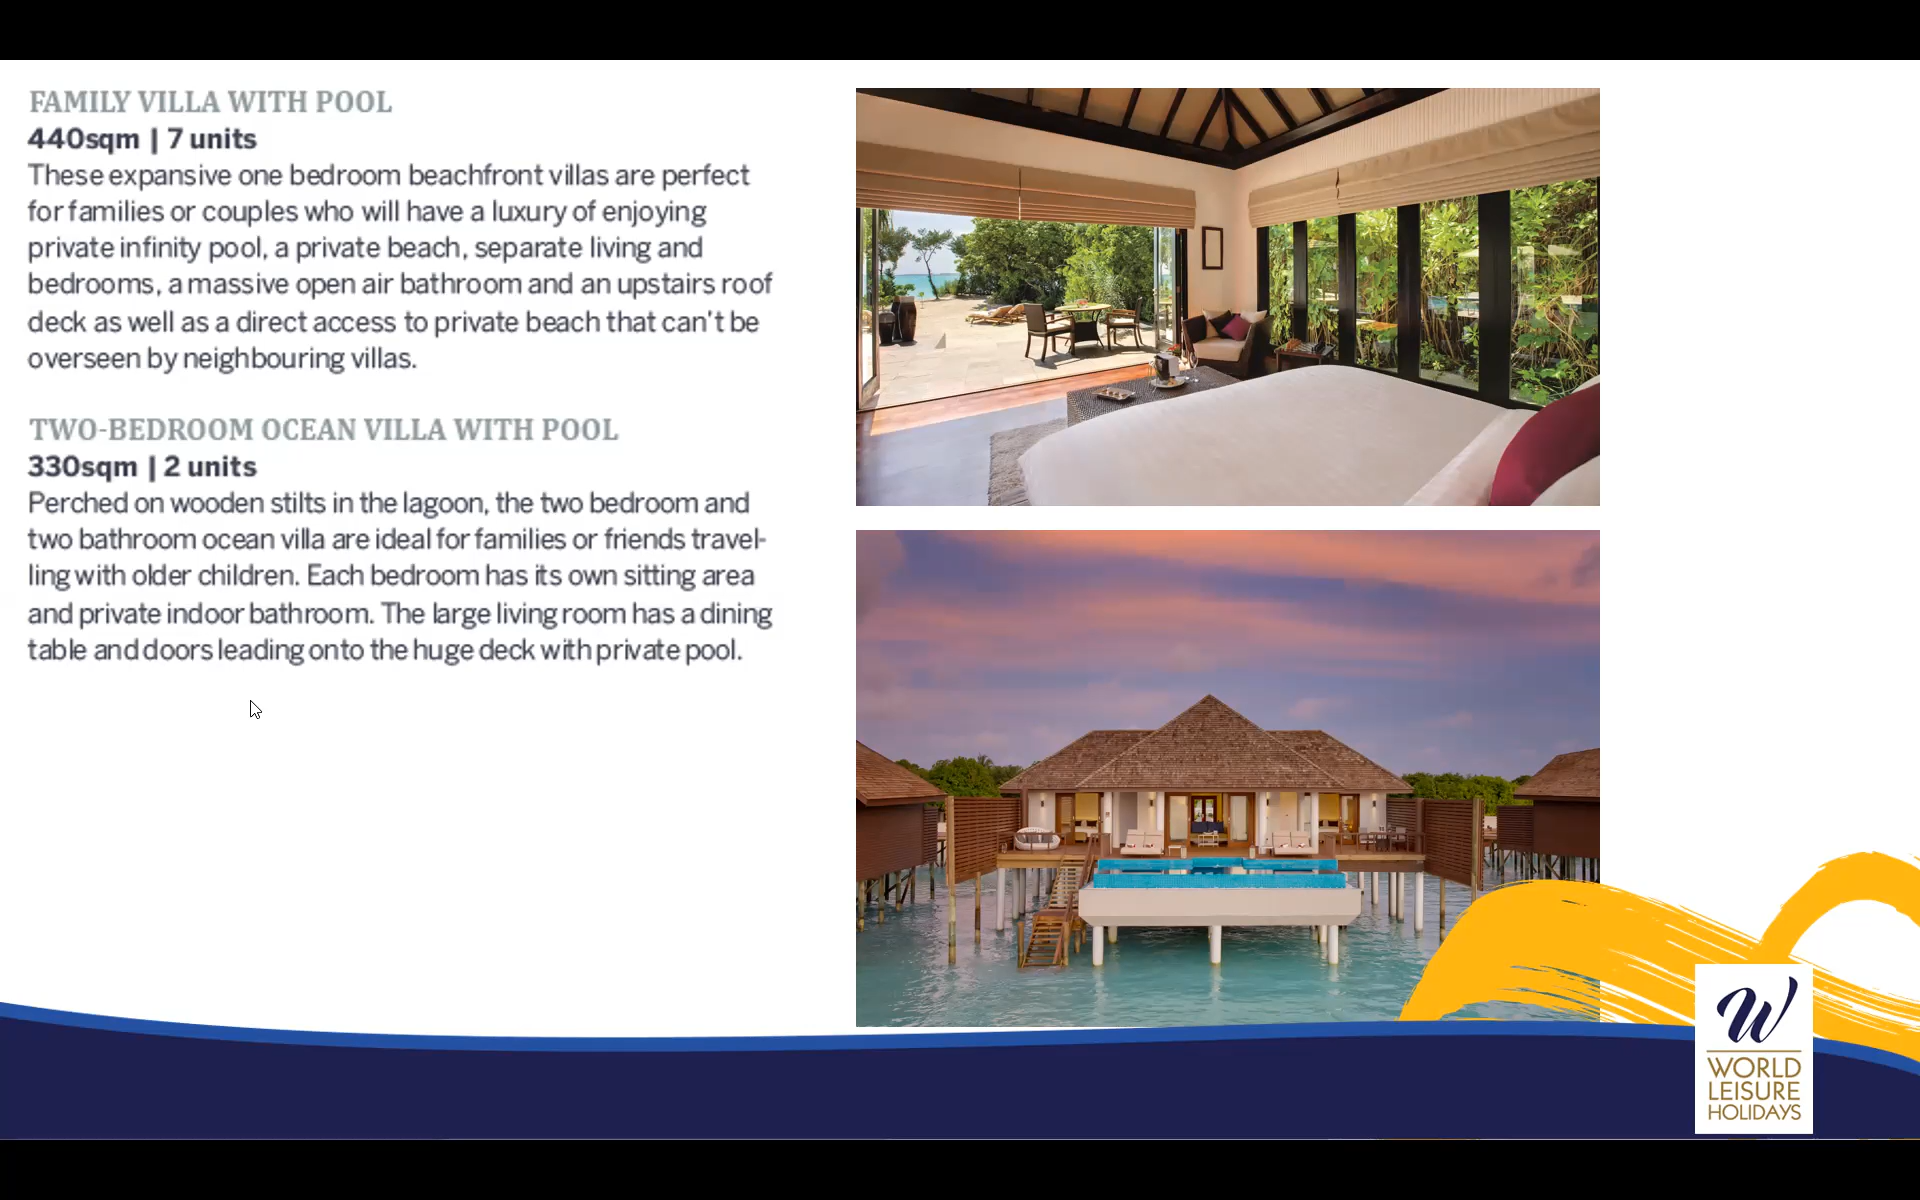 FAMILY VILLA WITH POOL
440sqm | 7 units
These expansive one bedroom beachfront villas are perfect
for families or couples who will have a luxury of enjoying
private infinity pool, a private beach, separate living and
bedrooms, a massive open air bathroom and an upstairs roof
deck as well as a direct access to private beach that can't be
overseen by neighbouring villas.
TWO-BEDROOM OCEAN VILLA WITH POOL
330sqm | 2 units
Perched on wooden stilts in the lagoon, the two bedroom and
two bathroom ocean villa are ideal for families or friends travel-
ling with older children. Each bedroom has its own sitting area
and private indoor bathroom. The large living room has a dining
table and doors leading onto the huge deck with private pool.
W
WORLD
LEISURE
HOLIDAYS